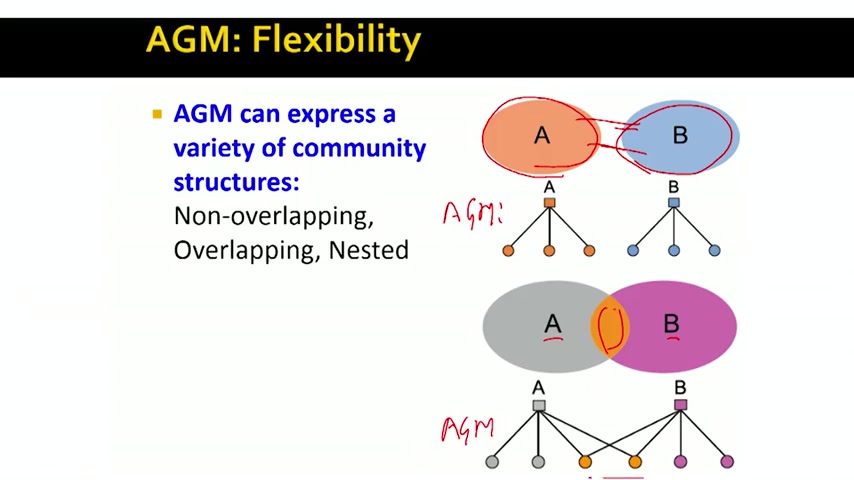 AGM: Flexibility
AGM can express a
variety of community
structures:
Non-overlapping,
Overlapping, Nested
A B
A B
AGM:
A B
A B
AGM